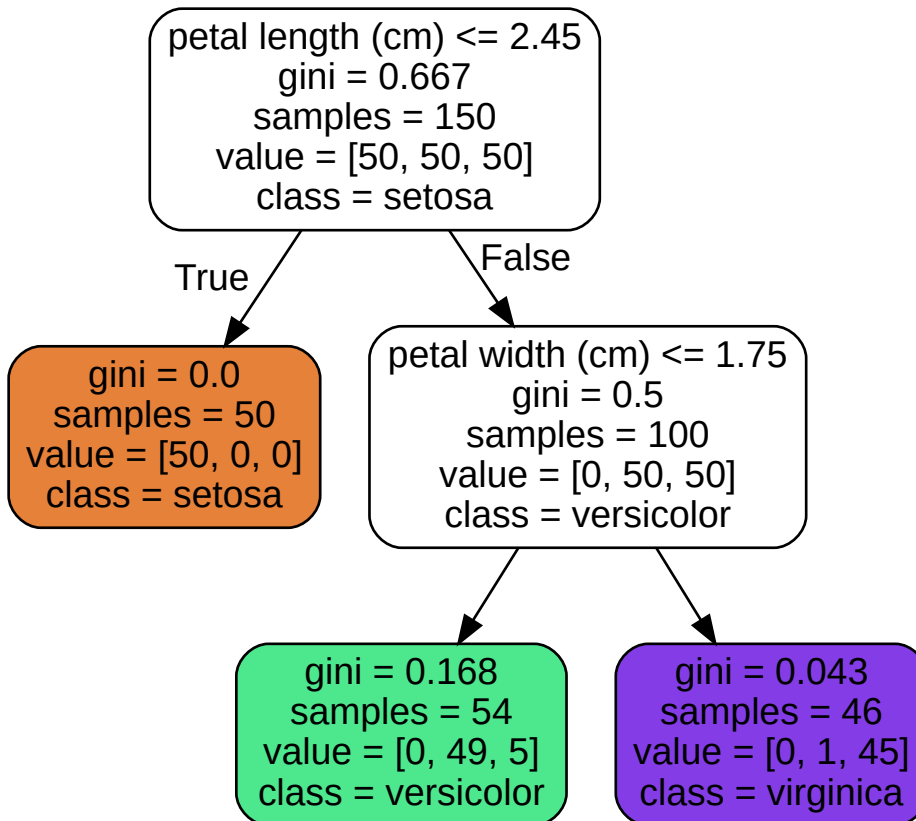 petal length (cm) <= 2.45
gini = 0.667
samples = 150
value = [50, 50, 50]
class = setosa
True
False
gini = 0.0
samples = 50
value = [50, 0, 0]
class = setosa
petal width (cm) <= 1.75
gini = 0.5
samples = 100
value = [0, 50, 50]
class = versicolor
gini = 0.168
samples = 54
value = [0, 49, 5]
class = versicolor
gini = 0.043
samples = 46
value = [0, 1, 45]
class = virginica